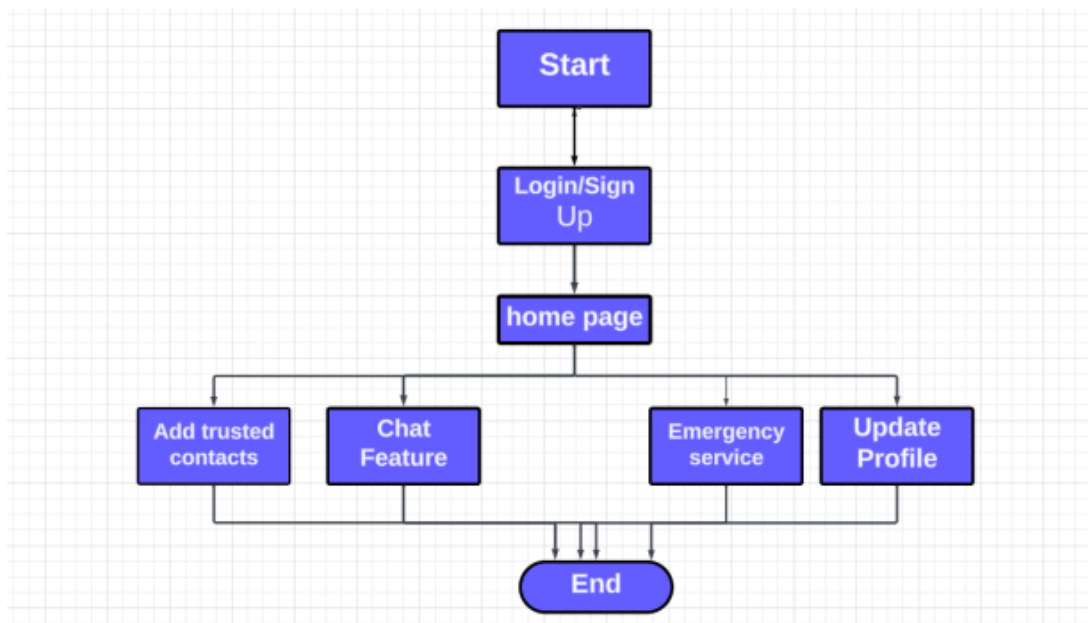 Start
Login/Sign
Up
home page
Add trusted
contacts
Chat
Feature
Emergency
service
Update
Profile
End